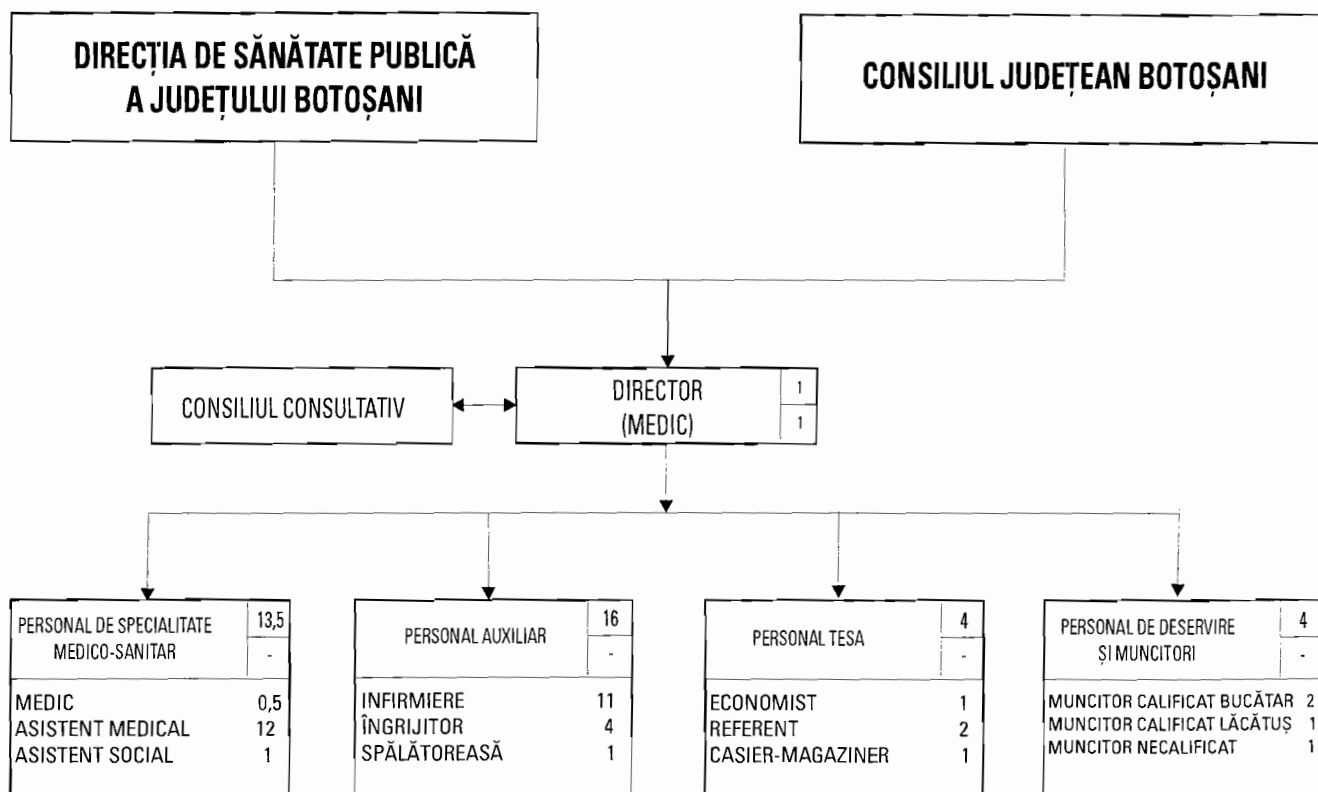 DIRECȚIA DE SĂNĂTATE PUBLICĂ
A JUDEȚULUI BOTOȘANI
CONSILIUL JUDEȚEAN BOTOȘANI
CONSILIUL CONSULTATIV
DIRECTOR 1
(MEDIC) 1
PERSONAL DE SPECIALITATE 13,5
MEDICO-SANITAR -
MEDIC 0,5
ASISTENT MEDICAL 12
ASISTENT SOCIAL 1
PERSONAL AUXILIAR 16
-
INFIRMIERE 11
ÎNGRIJITOR 4
SPĂLĂTOREASĂ 1
PERSONAL TESA 4
-
ECONOMIST 1
REFERENT 2
CASIER-MAGAZINER 1
PERSONAL DE DESERVIRE 4
ȘI MUNCITORI -
MUNCITOR CALIFICAT BUCĂTAR 2
MUNCITOR CALIFICAT LĂCĂTUȘ 1
MUNCITOR NECALIFICAT 1